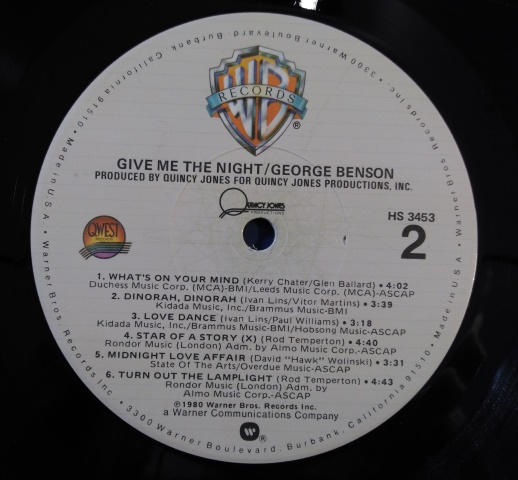 WB
RECORDS
®
GIVE ME THE NIGHT/GEORGE BENSON
PRODUCED BY QUINCY JONES FOR QUINCY JONES PRODUCTIONS, INC.
QUINCY JONES
PRODUCTIONS
QWEST
RECORDS
HS 3453
2
1. WHAT'S ON YOUR MIND (Kerry Chater/Glen Ballard) • 4:02
Duchess Music Corp. (MCA)-BMI/Leeds Music Corp. (MCA)-ASCAP
2. DINORAH, DINORAH (Ivan Lins/Vitor Martins) • 3:39
Kidada Music, Inc./Brammus Music-BMI
3. LOVE DANCE (Ivan Lins/Paul Williams) • 3:18
Kidada Music, Inc./Brammus Music-BMI/Hobsong Music-ASCAP
4. STAR OF A STORY (X) (Rod Temperton) • 4:40
Rondor Music (London) Adm. by Almo Music Corp.-ASCAP
5. MIDNIGHT LOVE AFFAIR (David "Hawk" Wolinski) • 3:31
State Of The Arts/Overdue Music-ASCAP
6. TURN OUT THE LAMPLIGHT (Rod Temperton) • 4:43
Rondor Music (London) Adm. by
Almo Music Corp.-ASCAP
℗1980 Warner Bros. Records Inc.
a Warner Communications Company
®
Warner Bros. Records Inc. • 3300 Warner Boulevard, Burbank, California 91510 • Made in U.S.A. • Warner Bros. Records Inc. • 3300 Warner Boulevard, Burbank, California 91510 • Made in U.S.A. •